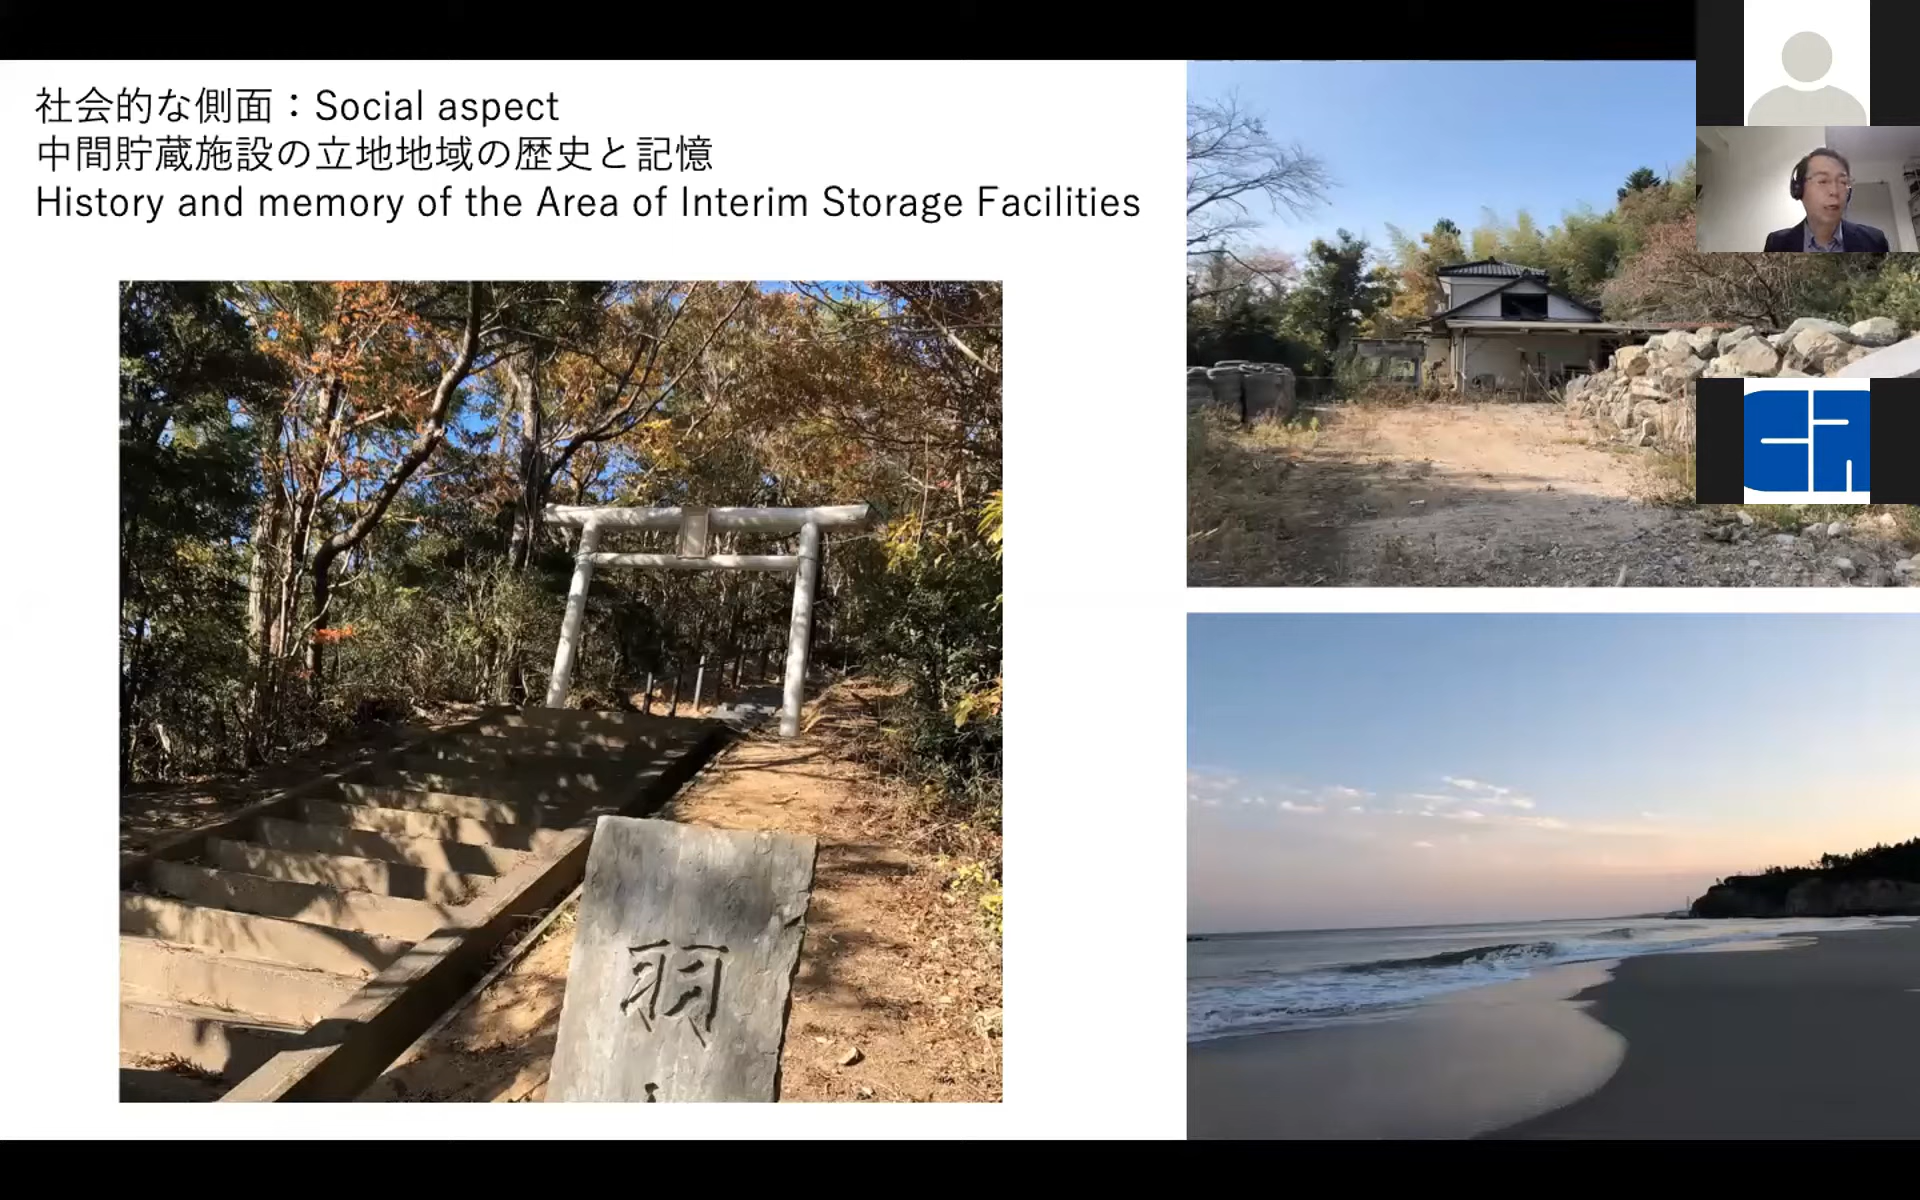 社会的な側面：Social aspect
中間貯蔵施設の立地地域の歴史と記憶
History and memory of the Area of Interim Storage Facilities
羽